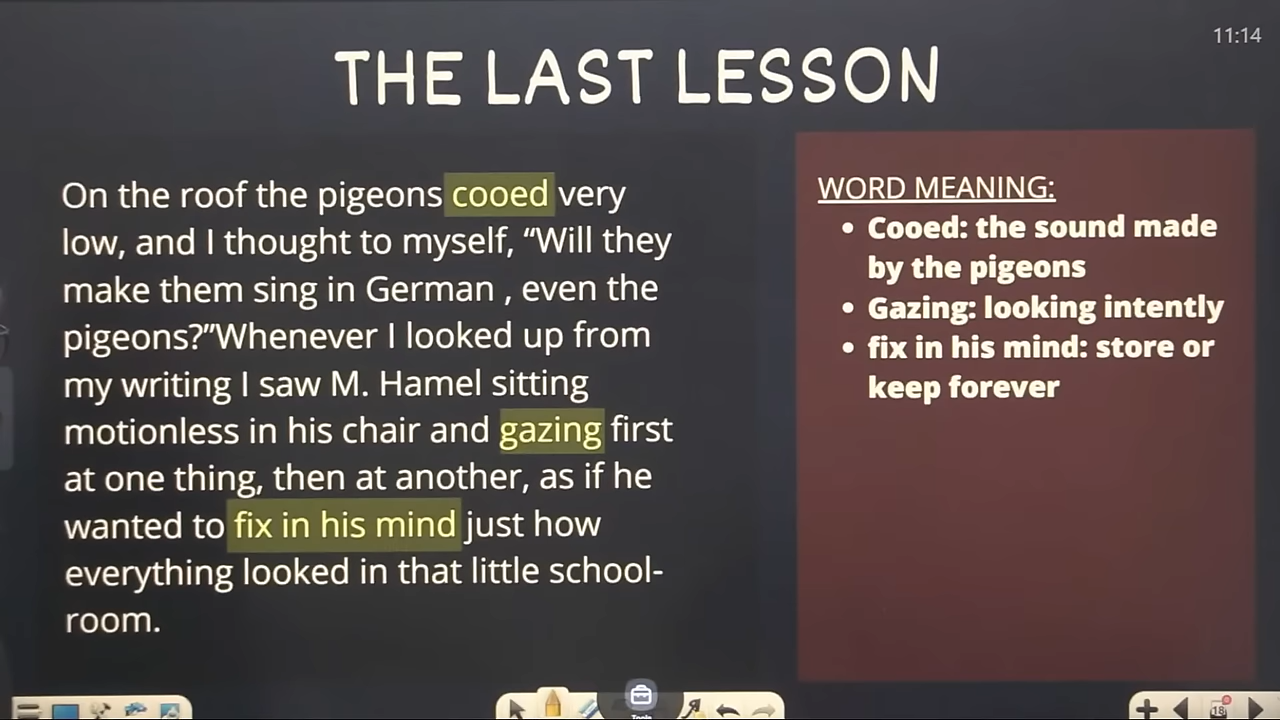 11:14
THE LAST LESSON
On the roof the pigeons cooed very
low, and I thought to myself, “Will they
make them sing in German , even the
pigeons?”Whenever I looked up from
my writing I saw M. Hamel sitting
motionless in his chair and gazing first
at one thing, then at another, as if he
wanted to fix in his mind just how
everything looked in that little school-
room.
WORD MEANING:
• Cooed: the sound made
by the pigeons
• Gazing: looking intently
• fix in his mind: store or
keep forever
Tools
18